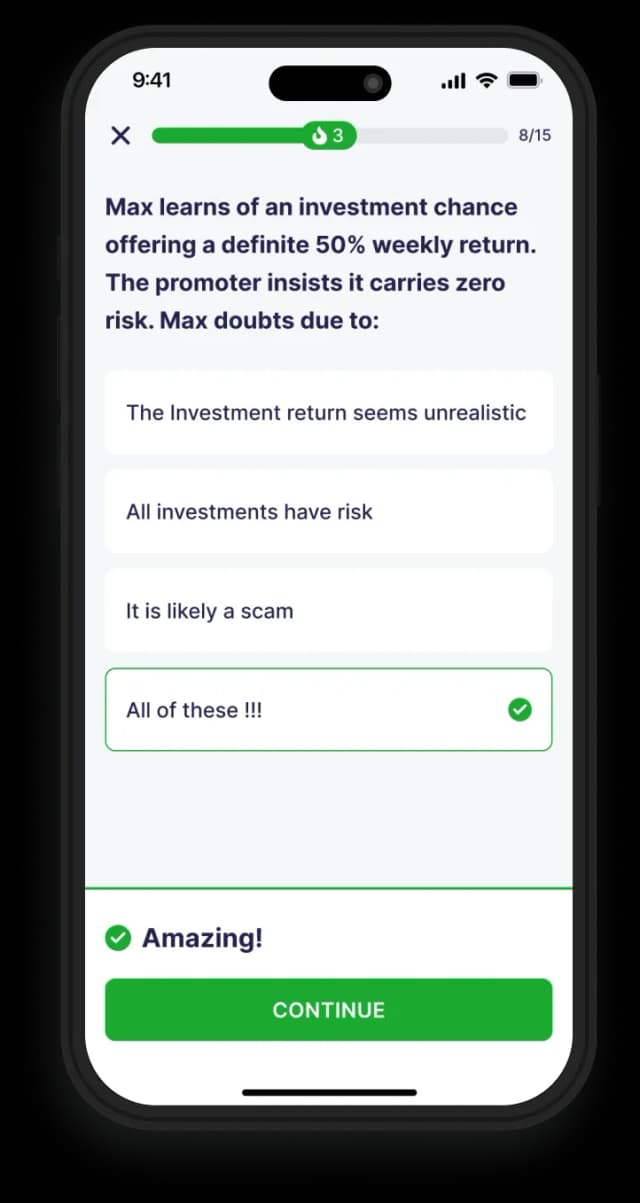 9:41
3
8/15
Max learns of an investment chance
offering a definite 50% weekly return.
The promoter insists it carries zero
risk. Max doubts due to:
The Investment return seems unrealistic
All investments have risk
It is likely a scam
All of these !!!
Amazing!
CONTINUE